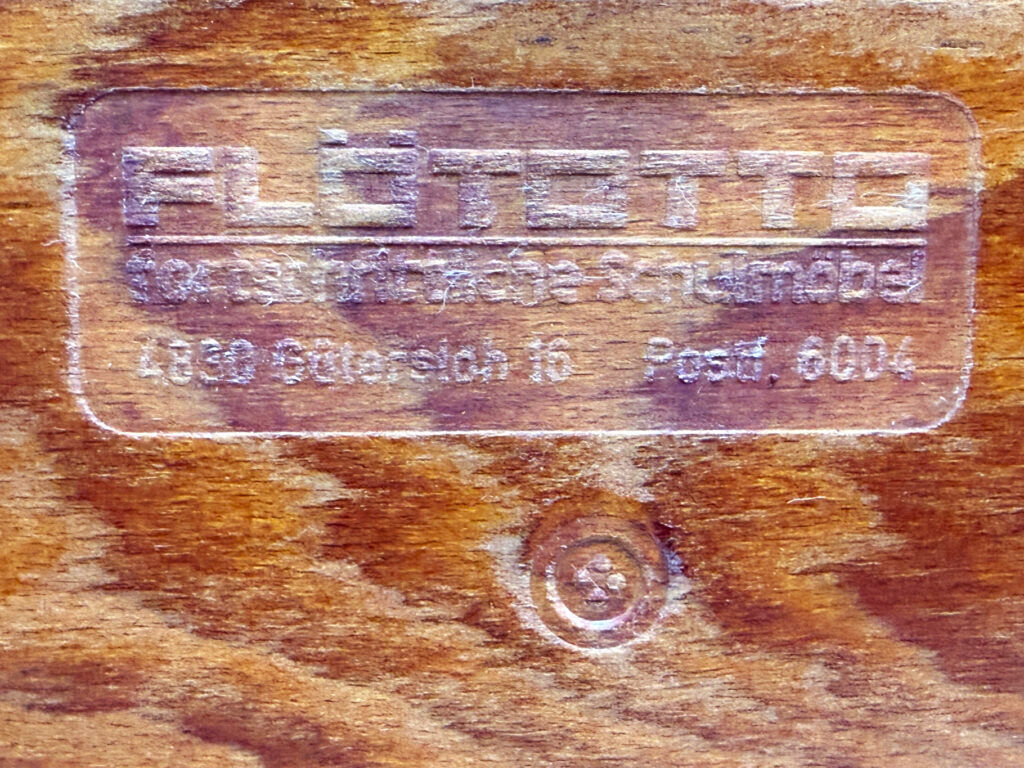 FLÖTOTTO
fortschrittliche Schulmöbel
4830 Gütersloh 16 Postf. 6004